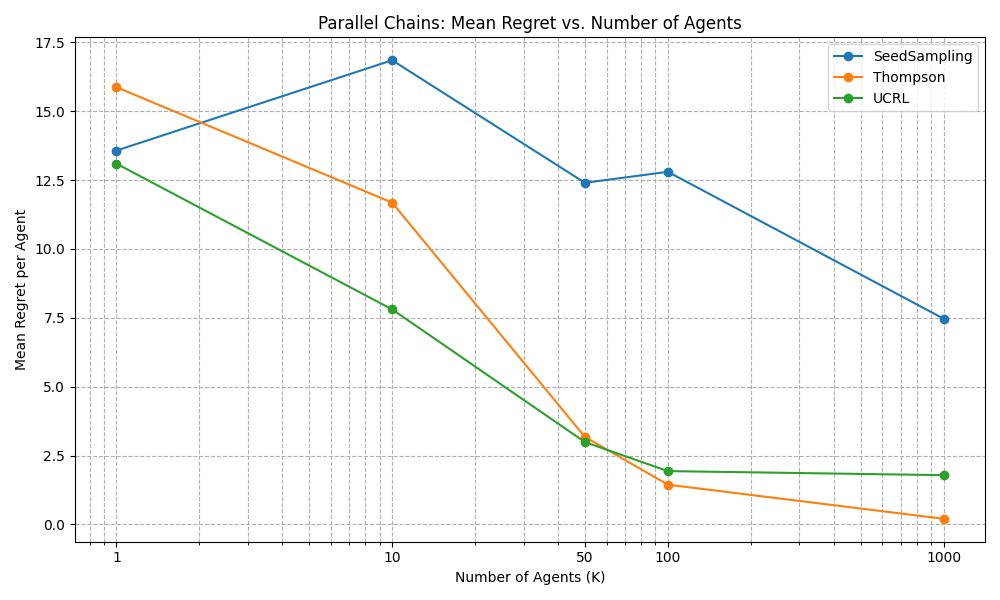 Parallel Chains: Mean Regret vs. Number of Agents
17.5
15.0
12.5
10.0
7.5
5.0
2.5
0.0
Mean Regret per Agent
SeedSampling
Thompson
UCRL
1
10
50
100
1000
Number of Agents (K)